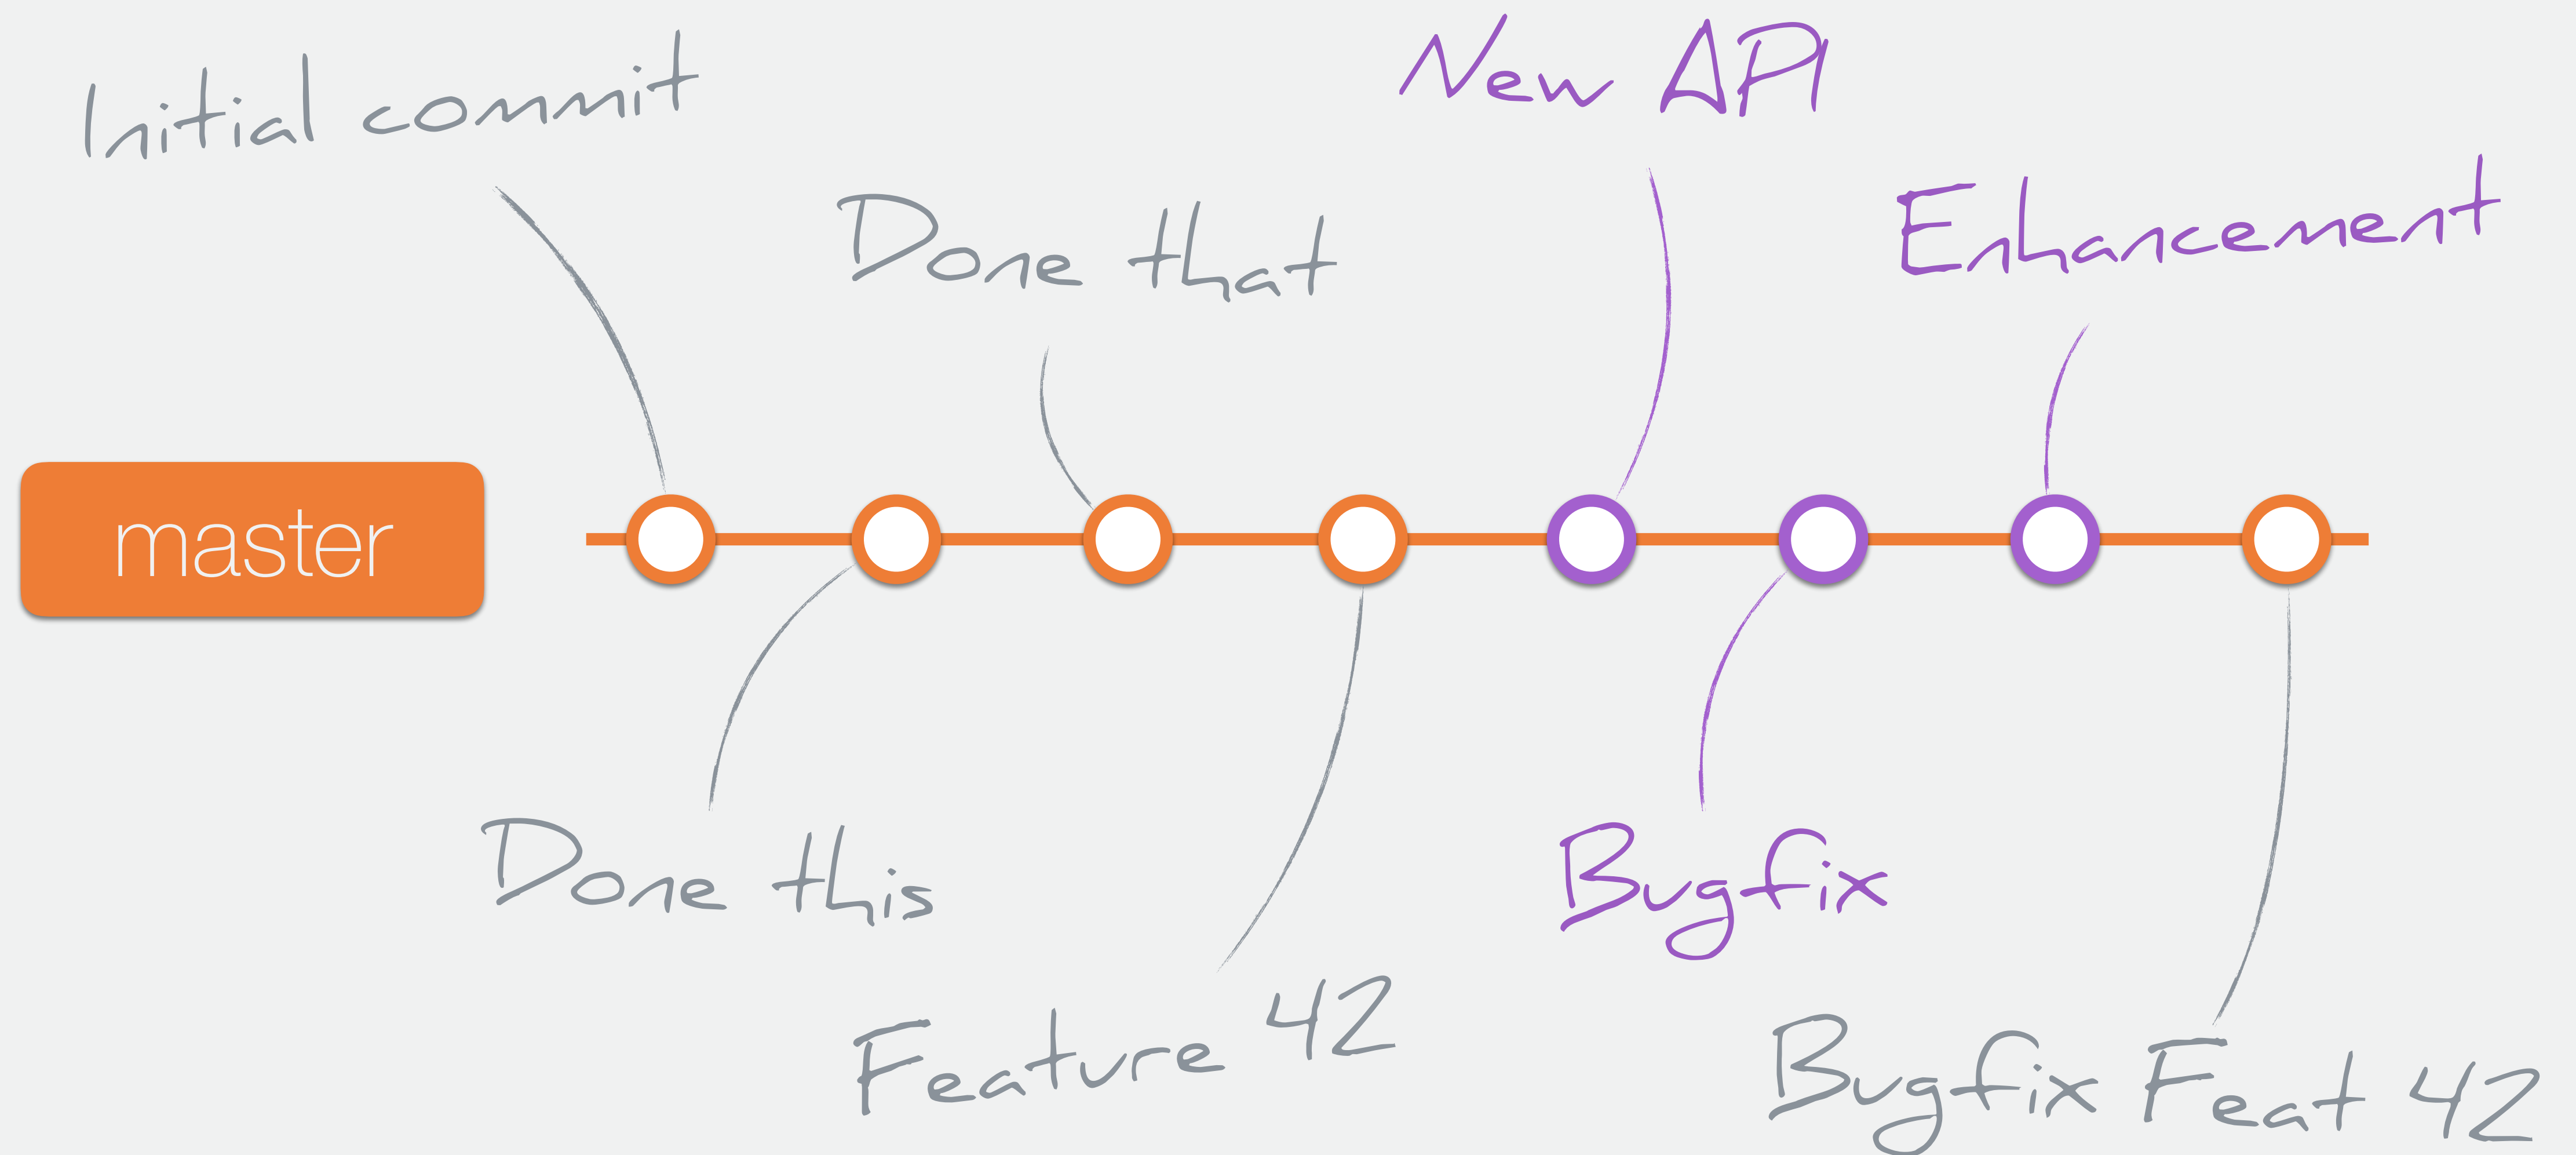 Initial commit
New API
Done that
Enhancement
master
Done this
Bugfix
Feature 42
Bugfix Feat 42